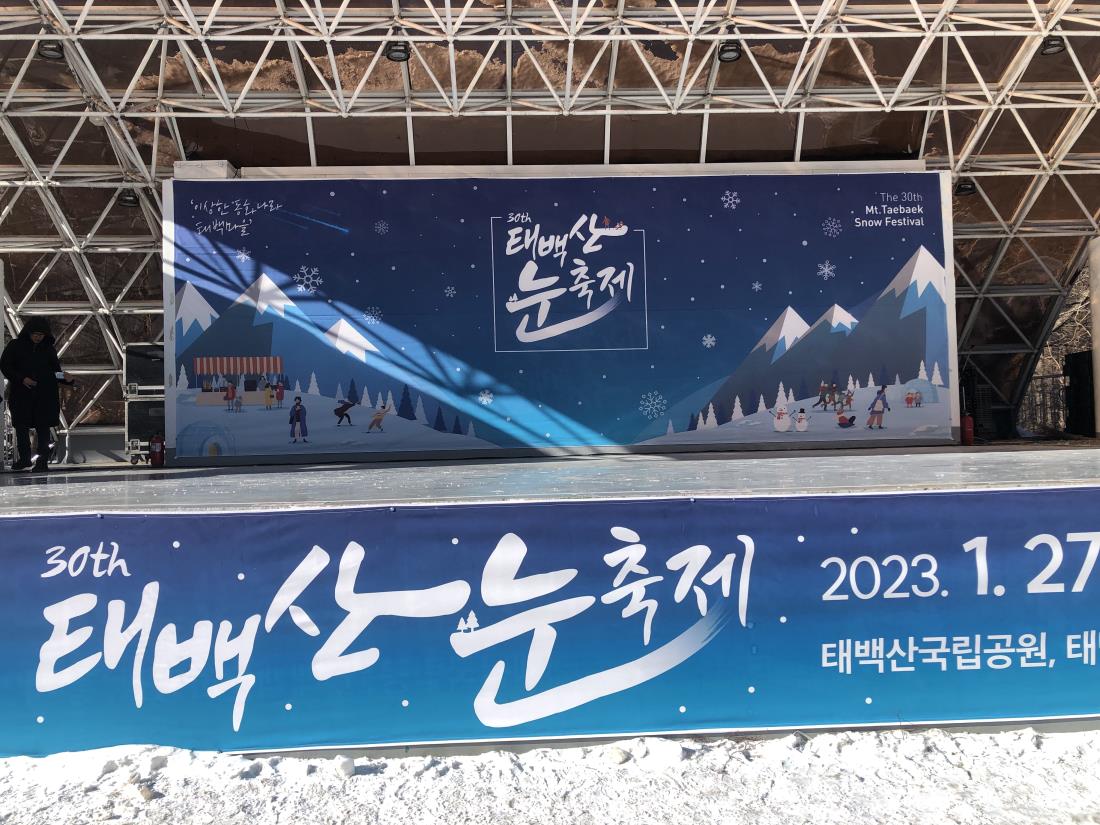 '이상한 동화나라
태백마을'
30th
태백산
눈축제
The 30th
Mt.Taebaek
Snow Festival
30th
태백산눈축제
2023. 1. 27
태백산국립공원,